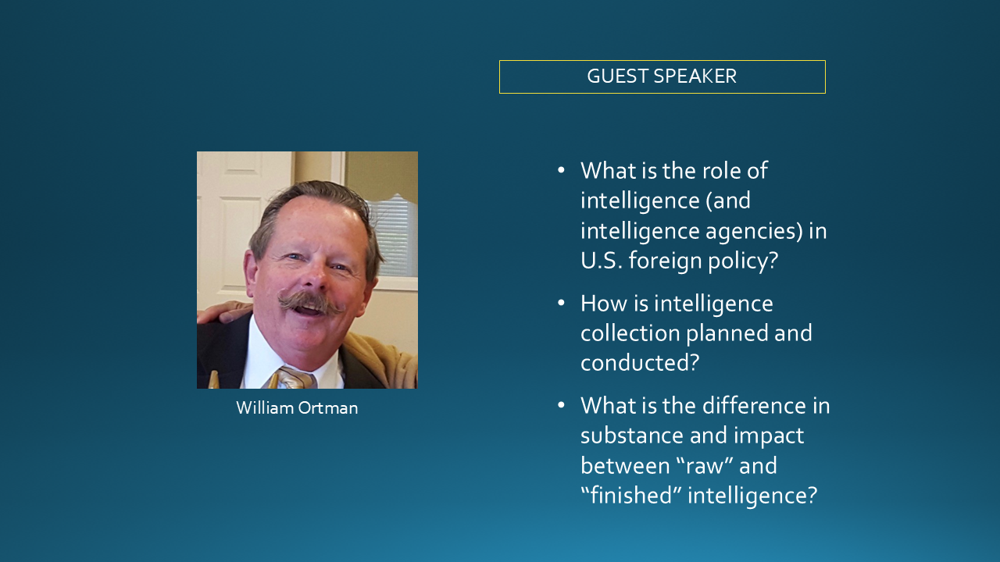 GUEST SPEAKER
• What is the role of
intelligence (and
intelligence agencies) in
U.S. foreign policy?
• How is intelligence
collection planned and
conducted?
• What is the difference in
substance and impact
between “raw” and
“finished” intelligence?
William Ortman